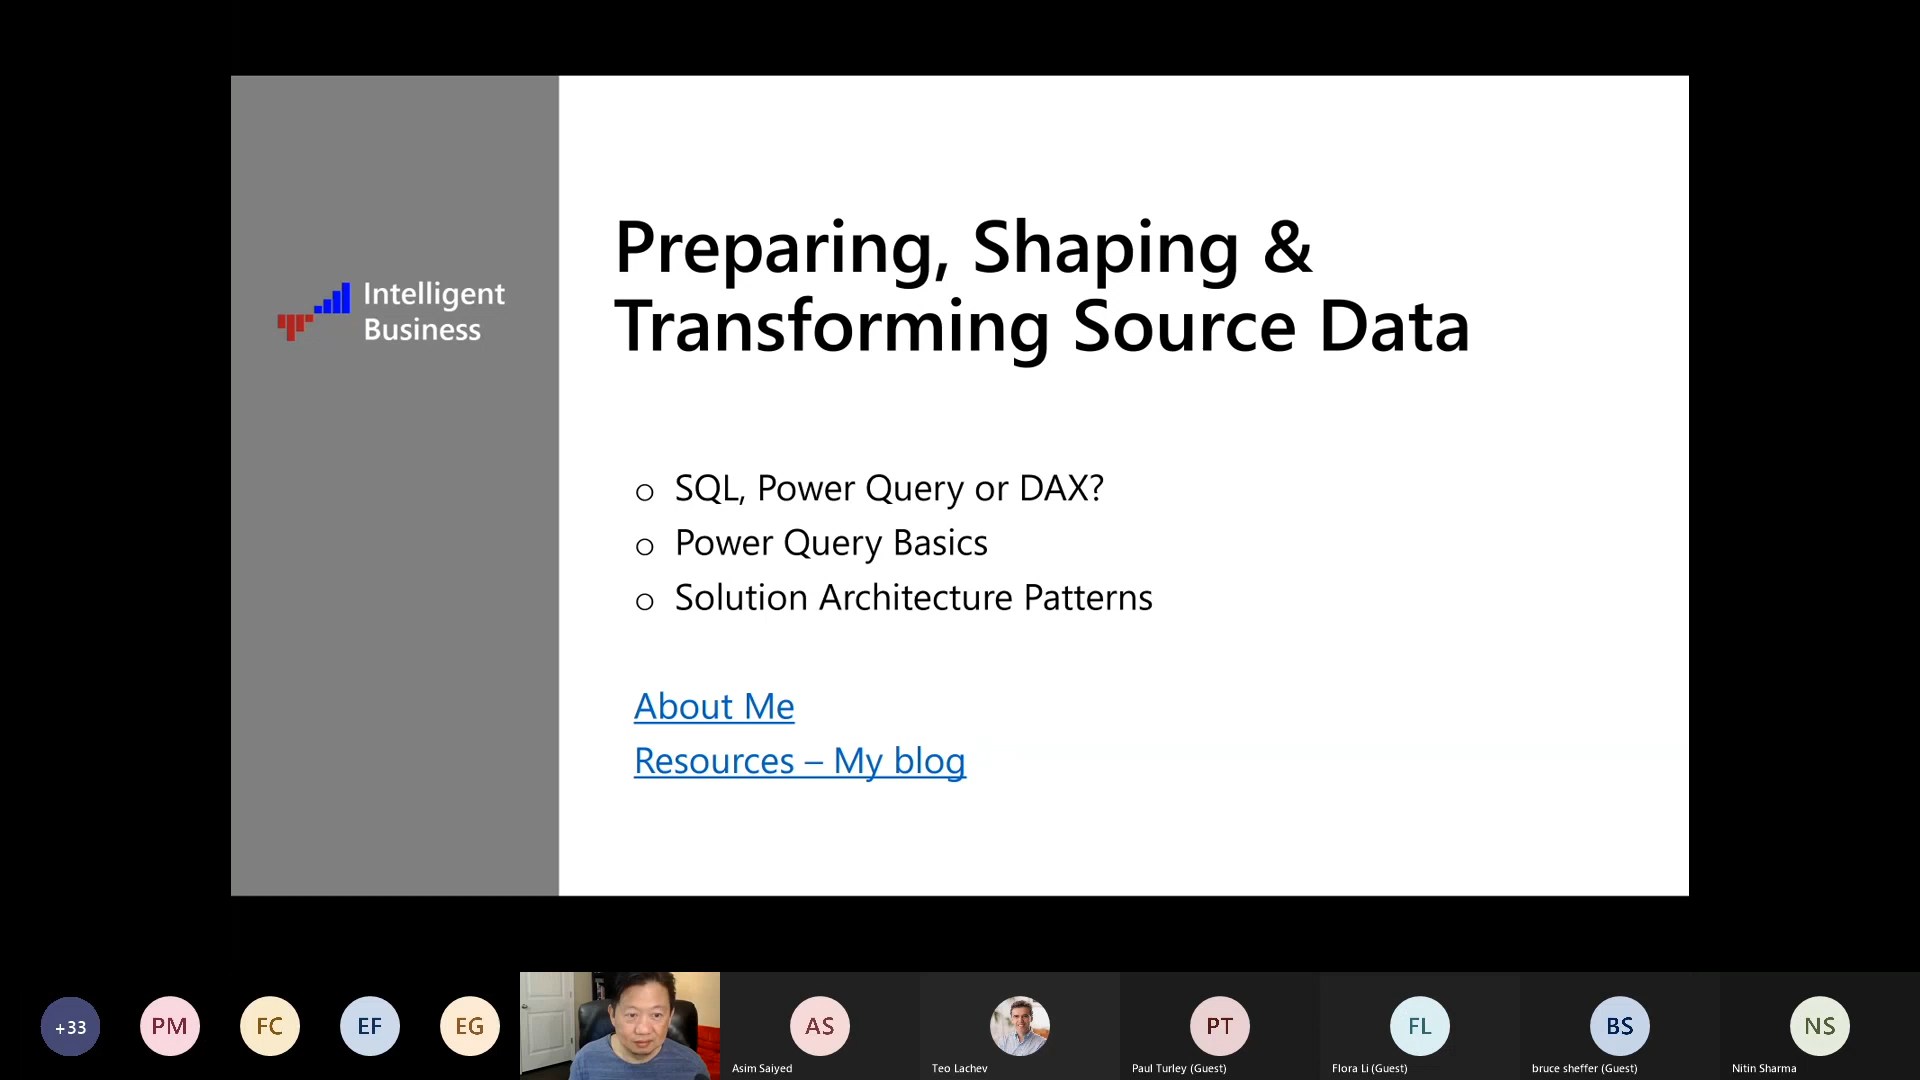 Intelligent
Business
Preparing, Shaping &
Transforming Source Data
o SQL, Power Query or DAX?
o Power Query Basics
o Solution Architecture Patterns
About Me
Resources – My blog
+33
PM
FC
EF
EG
AS
PT
FL
BS
NS
Asim Saiyed
Teo Lachev
Paul Turley (Guest)
Flora Li (Guest)
bruce sheffer (Guest)
Nitin Sharma